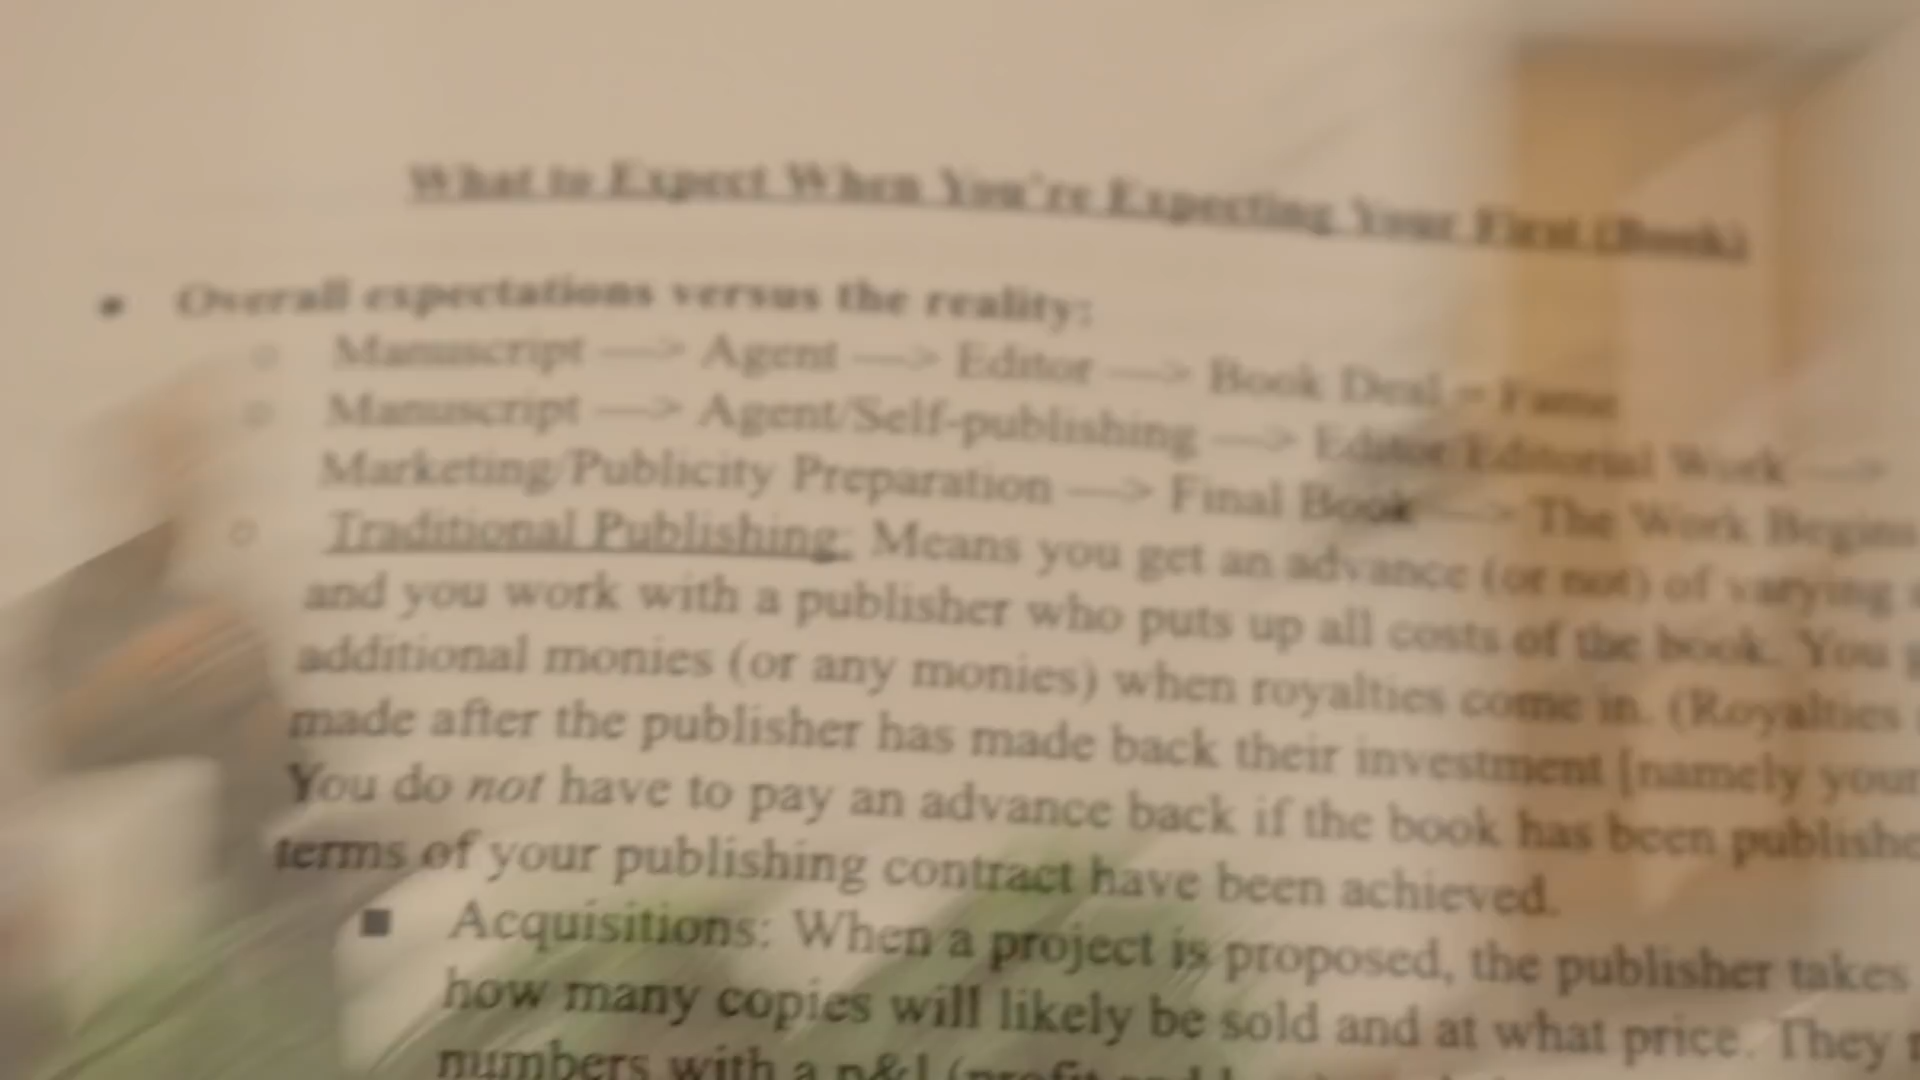 What to Expect When You're Expecting Your First (Book)
• Overall expectations versus the reality:
○ Manuscript —> Agent —> Editor —> Book Deal = Fame
○ Manuscript —> Agent/Self-publishing —> Editor/Editorial Work —>
Marketing/Publicity Preparation —> Final Book —> The Work Begins
○ Traditional Publishing: Means you get an advance (or not) of varying
and you work with a publisher who puts up all costs of the book. You
additional monies (or any monies) when royalties come in. (Royalties
made after the publisher has made back their investment [namely your
You do not have to pay an advance back if the book has been publishe
terms of your publishing contract have been achieved.
■ Acquisitions: When a project is proposed, the publisher takes
how many copies will likely be sold and at what price. They
numbers with a p&l (profit and